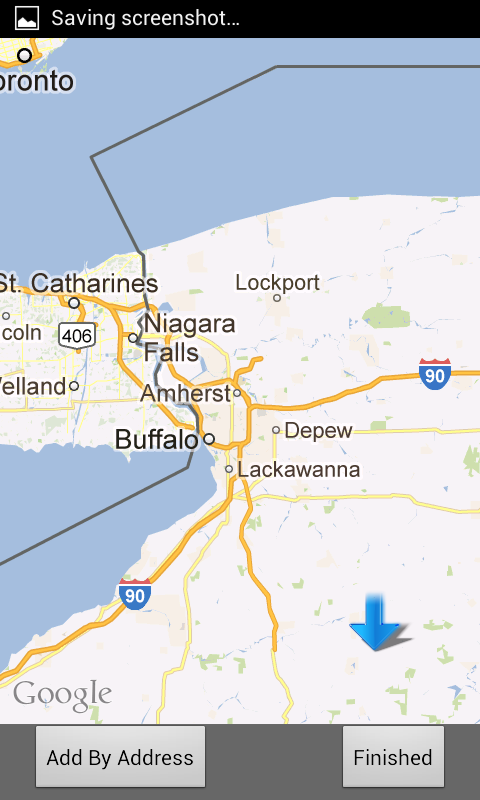 Saving screenshot...
oronto
St. Catharines
Lockport
coln
406
Niagara
Falls
elland
Amherst
90
Buffalo
Depew
Lackawanna
90
Google
Add By Address
Finished